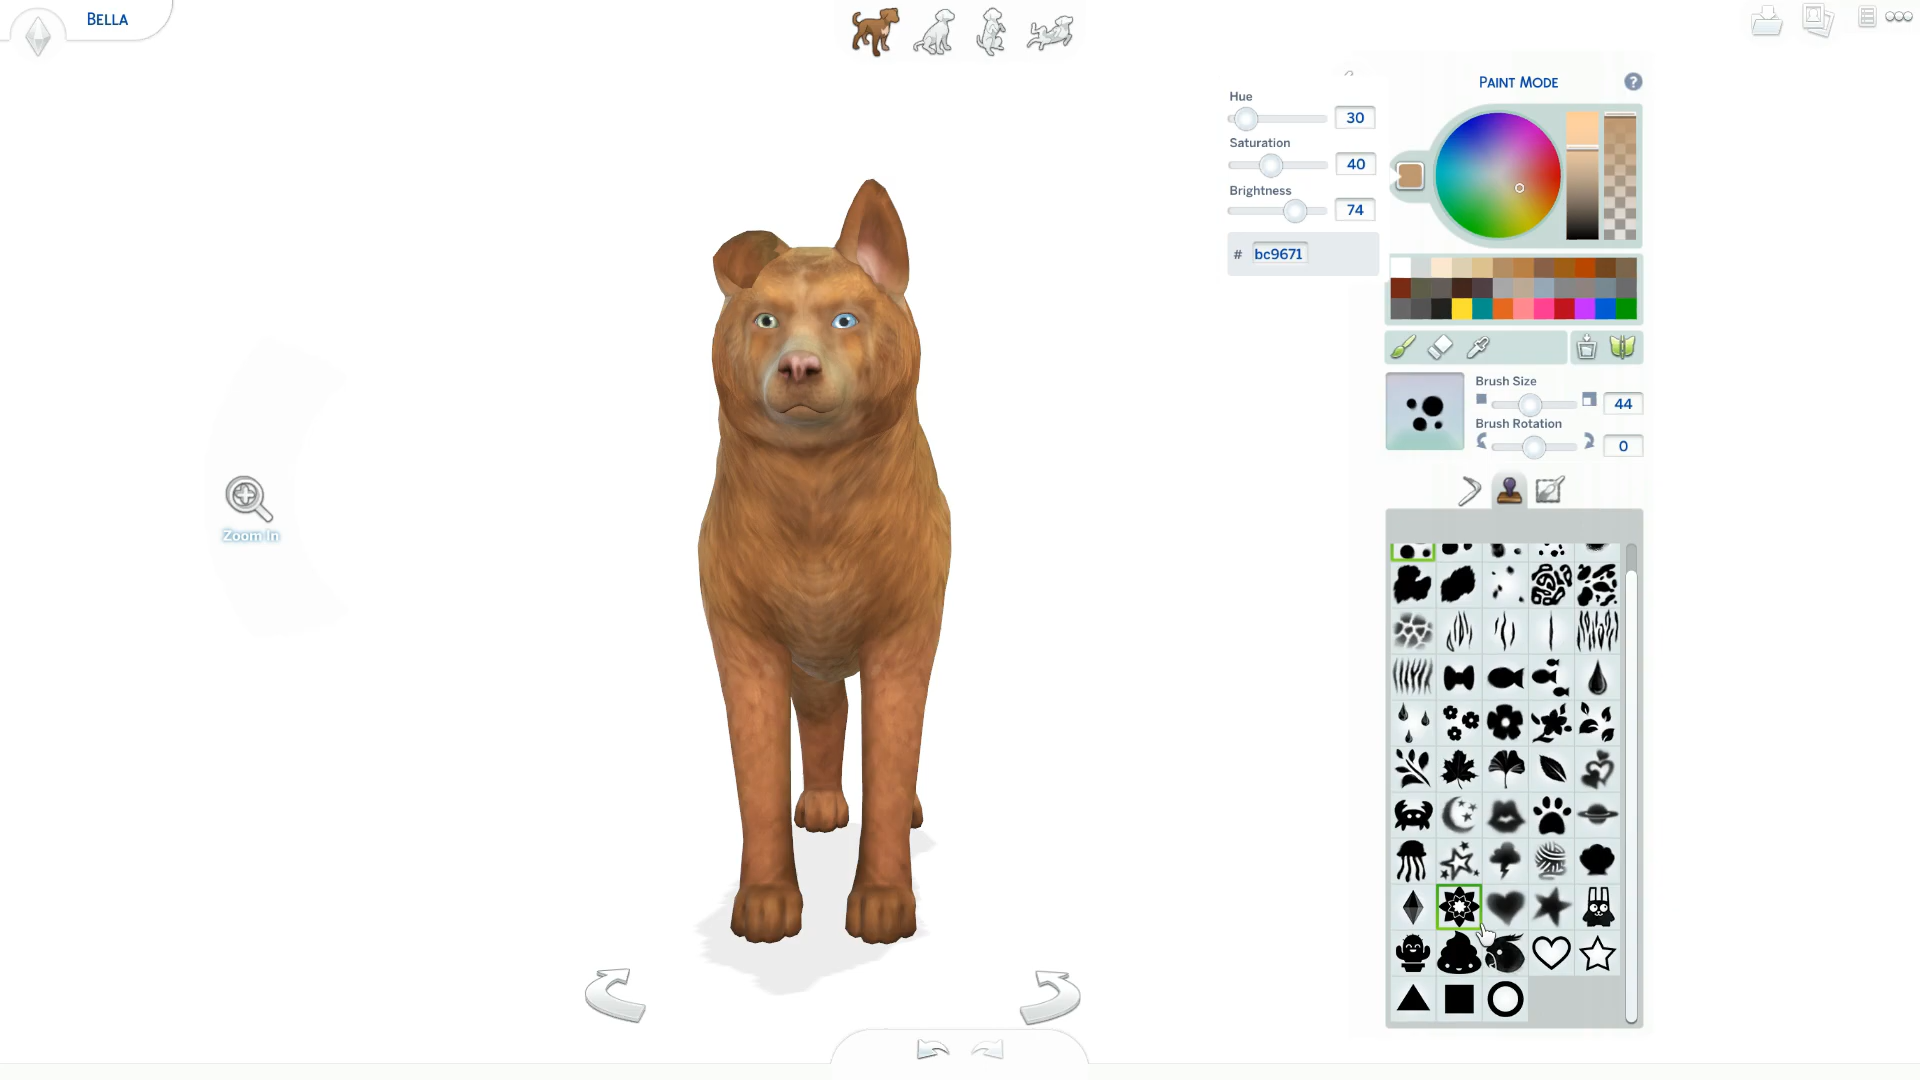 BELLA
PAINT MODE
?
Hue
30
Saturation
40
Brightness
74
# bc9671
Brush Size
44
Brush Rotation
0
Zoom In